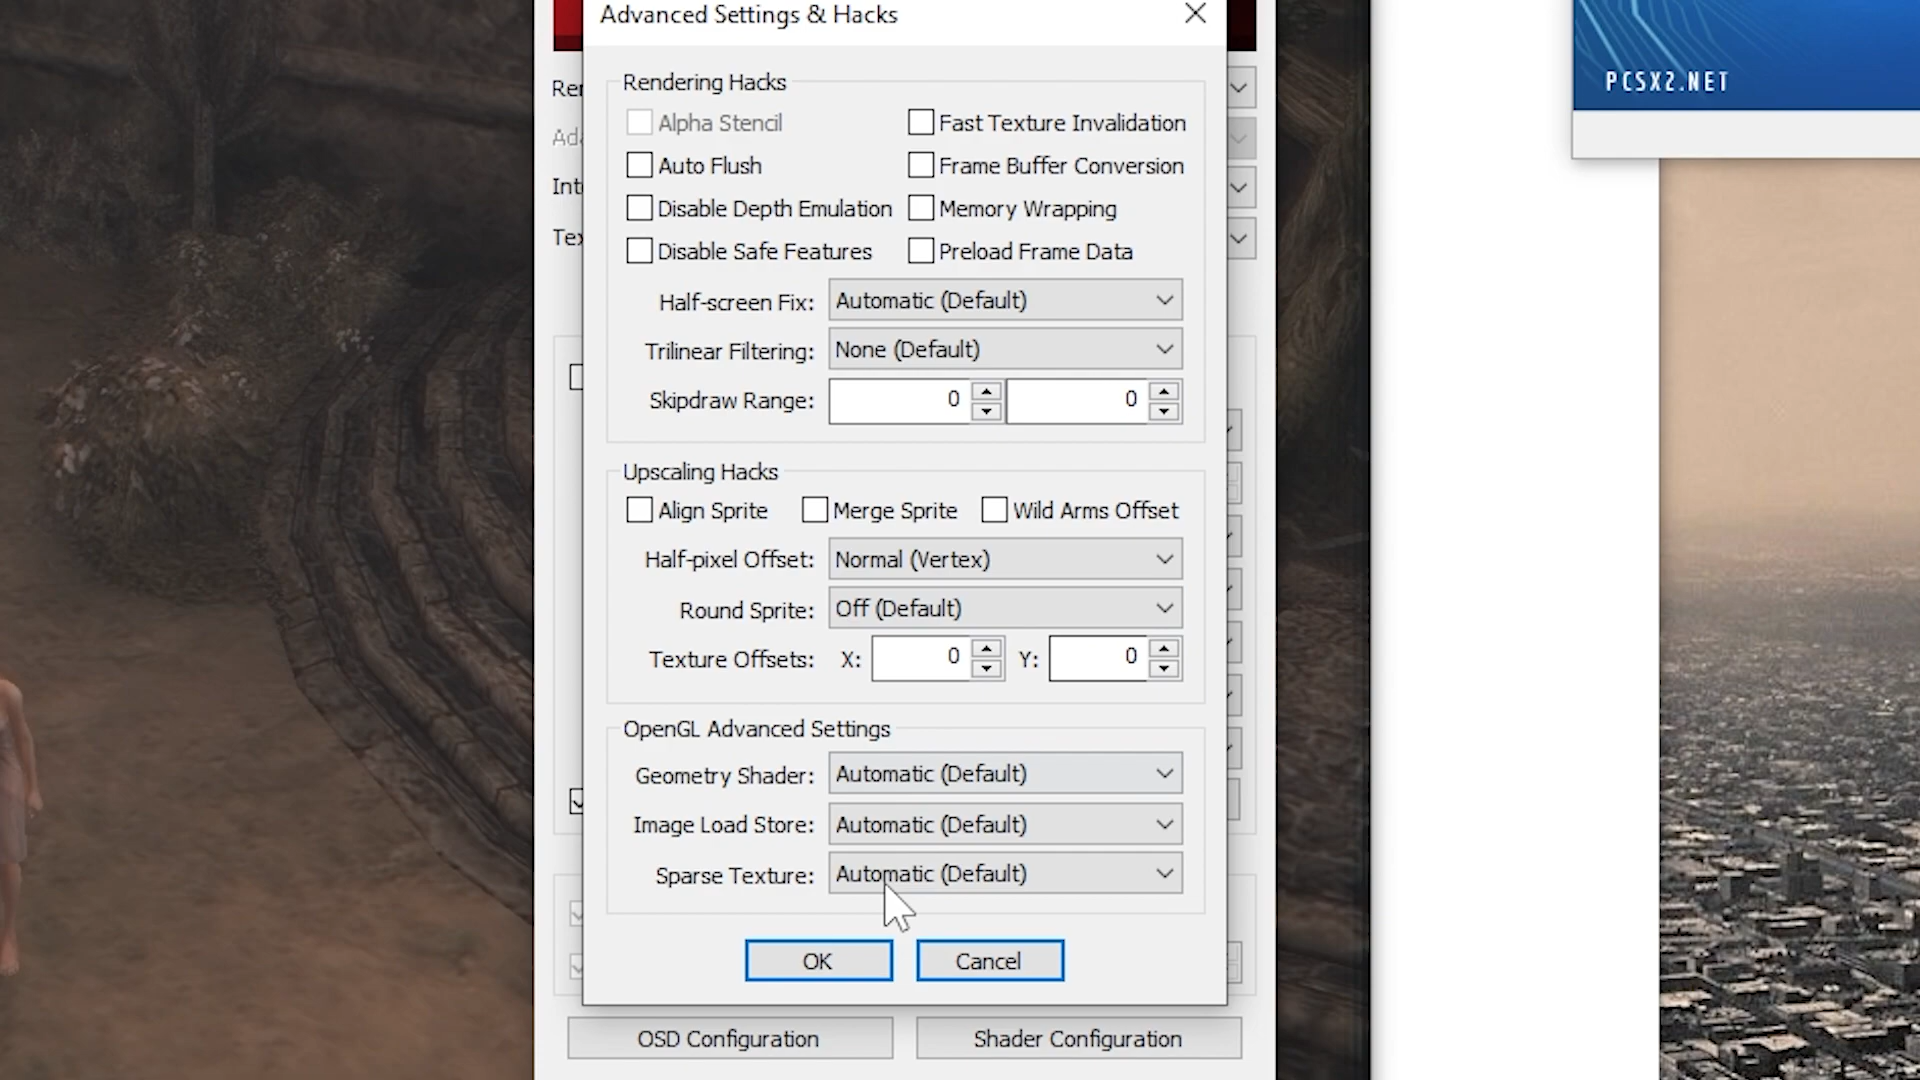 Advanced Settings & Hacks
PCSX2.NET
Rendering Hacks
Alpha Stencil
Fast Texture Invalidation
Auto Flush
Frame Buffer Conversion
Disable Depth Emulation
Memory Wrapping
Disable Safe Features
Preload Frame Data
Half-screen Fix: Automatic (Default)
Trilinear Filtering: None (Default)
Skipdraw Range: 0 0
Upscaling Hacks
Align Sprite
Merge Sprite
Wild Arms Offset
Half-pixel Offset: Normal (Vertex)
Round Sprite: Off (Default)
Texture Offsets: X: 0 Y: 0
OpenGL Advanced Settings
Geometry Shader: Automatic (Default)
Image Load Store: Automatic (Default)
Sparse Texture: Automatic (Default)
OK
Cancel
OSD Configuration
Shader Configuration